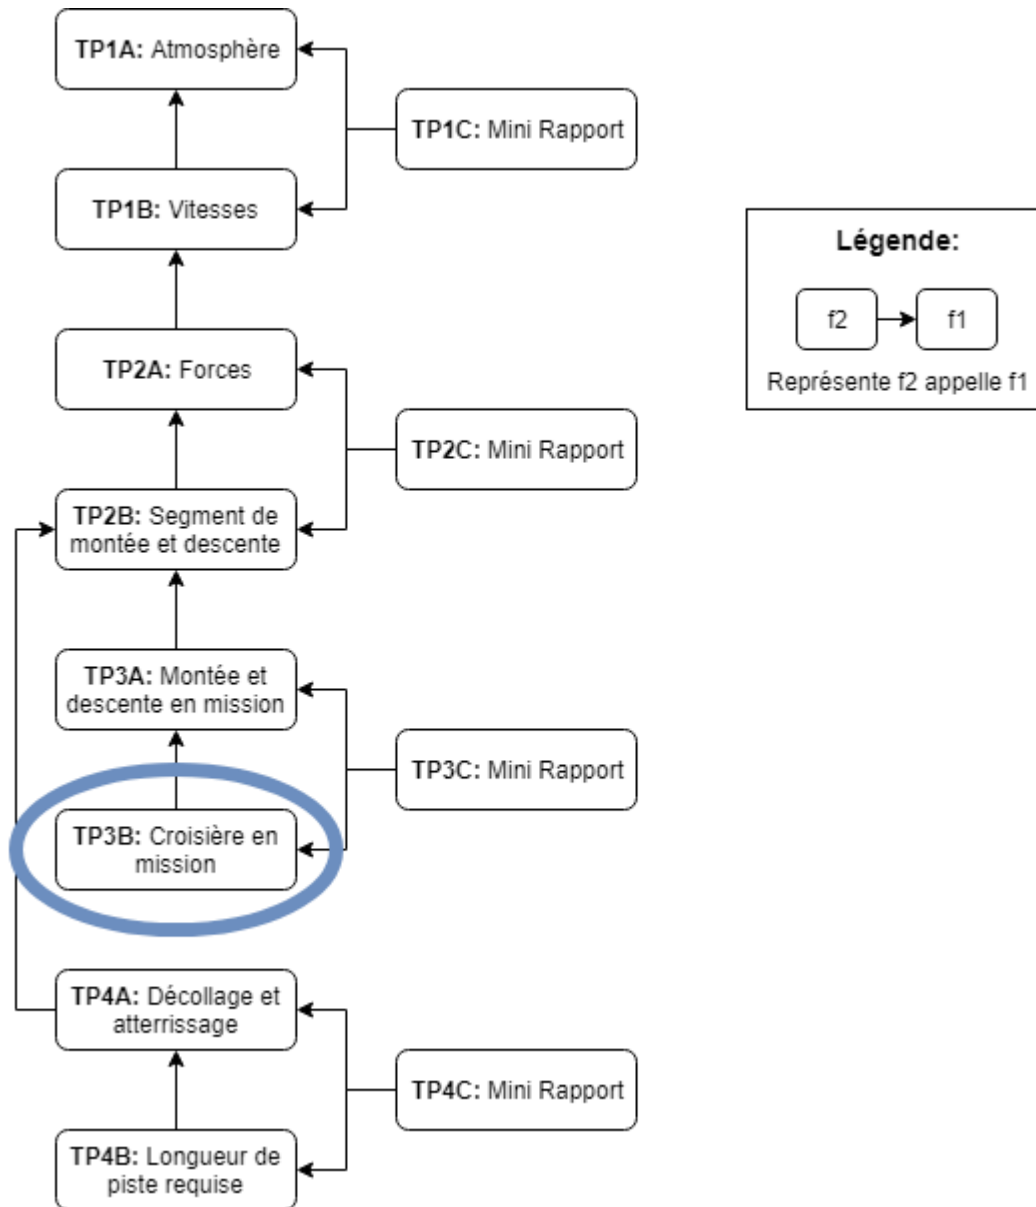 TP1A: Atmosphère
TP1C: Mini Rapport
TP1B: Vitesses
Légende:
f2
f1
Représente f2 appelle f1
TP2A: Forces
TP2C: Mini Rapport
TP2B: Segment de
montée et descente
TP3A: Montée et
descente en mission
TP3C: Mini Rapport
TP3B: Croisière en
mission
TP4A: Décollage et
atterrissage
TP4C: Mini Rapport
TP4B: Longueur de
piste requise